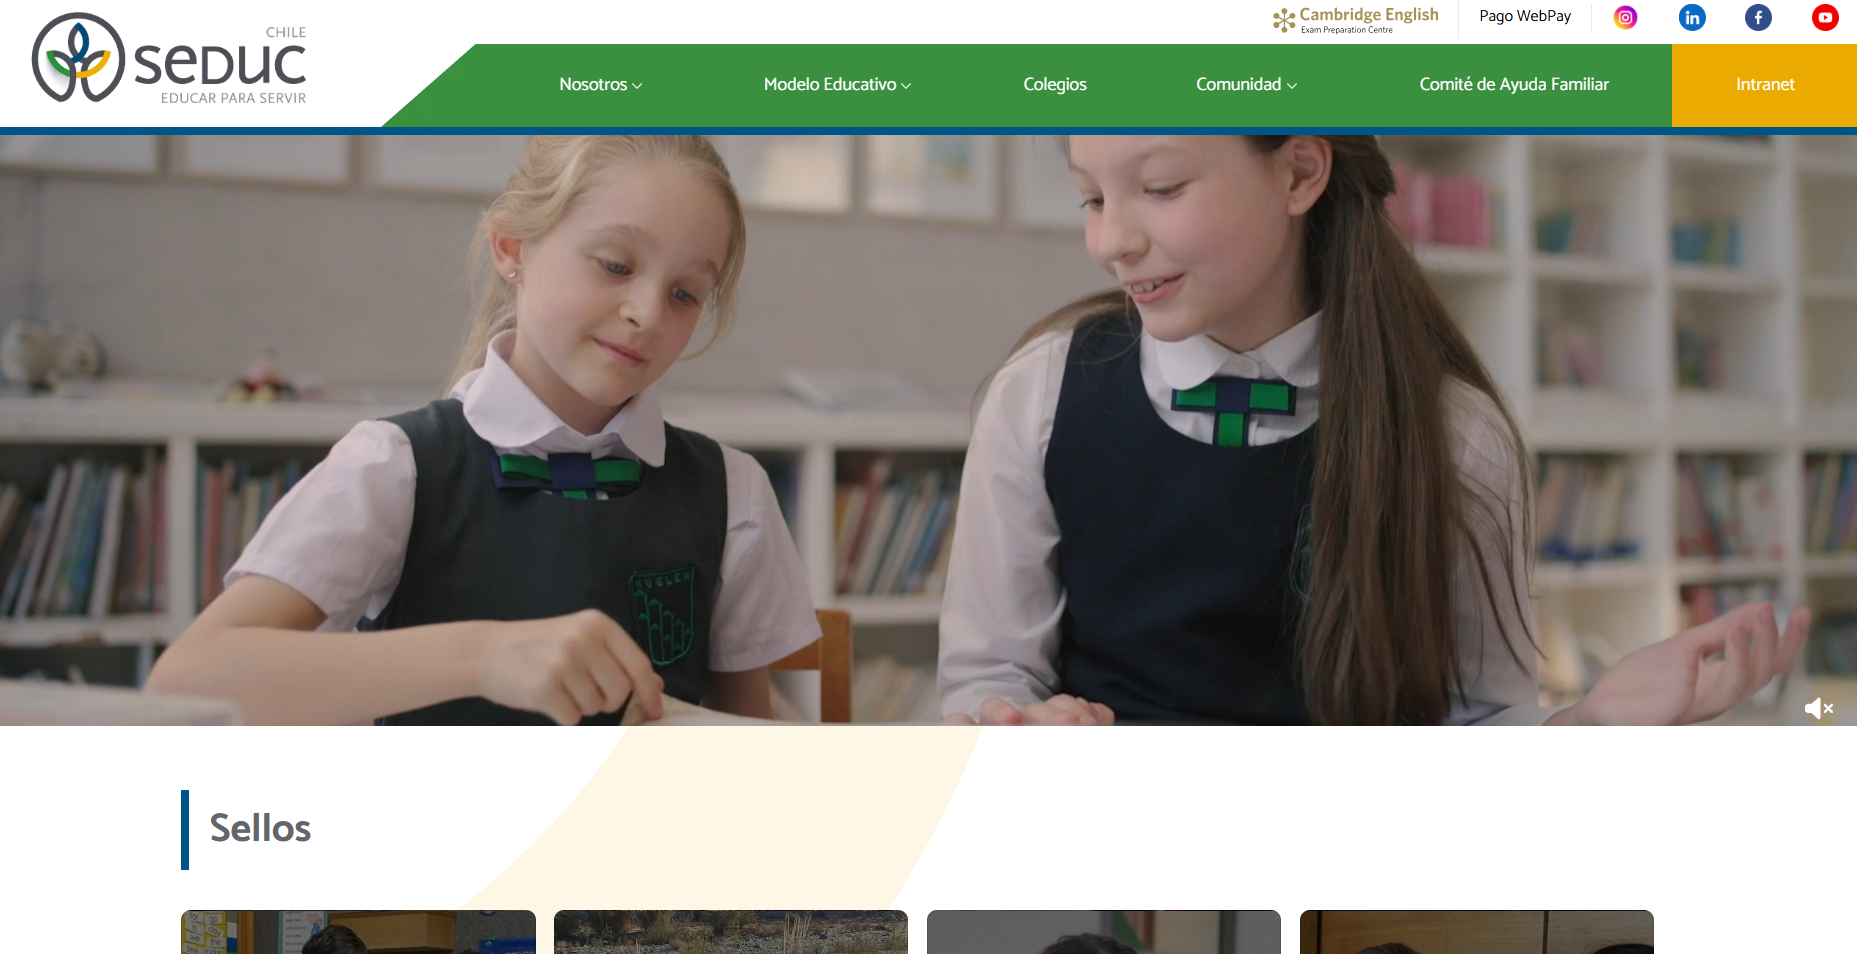 CHILE
seDUC
EDUCAR PARA SERVIR
Cambridge English
Exam Preparation Centre
Pago WebPay
Nosotros
Modelo Educativo
Colegios
Comunidad
Comité de Ayuda Familiar
Intranet
HUELEN
Sellos